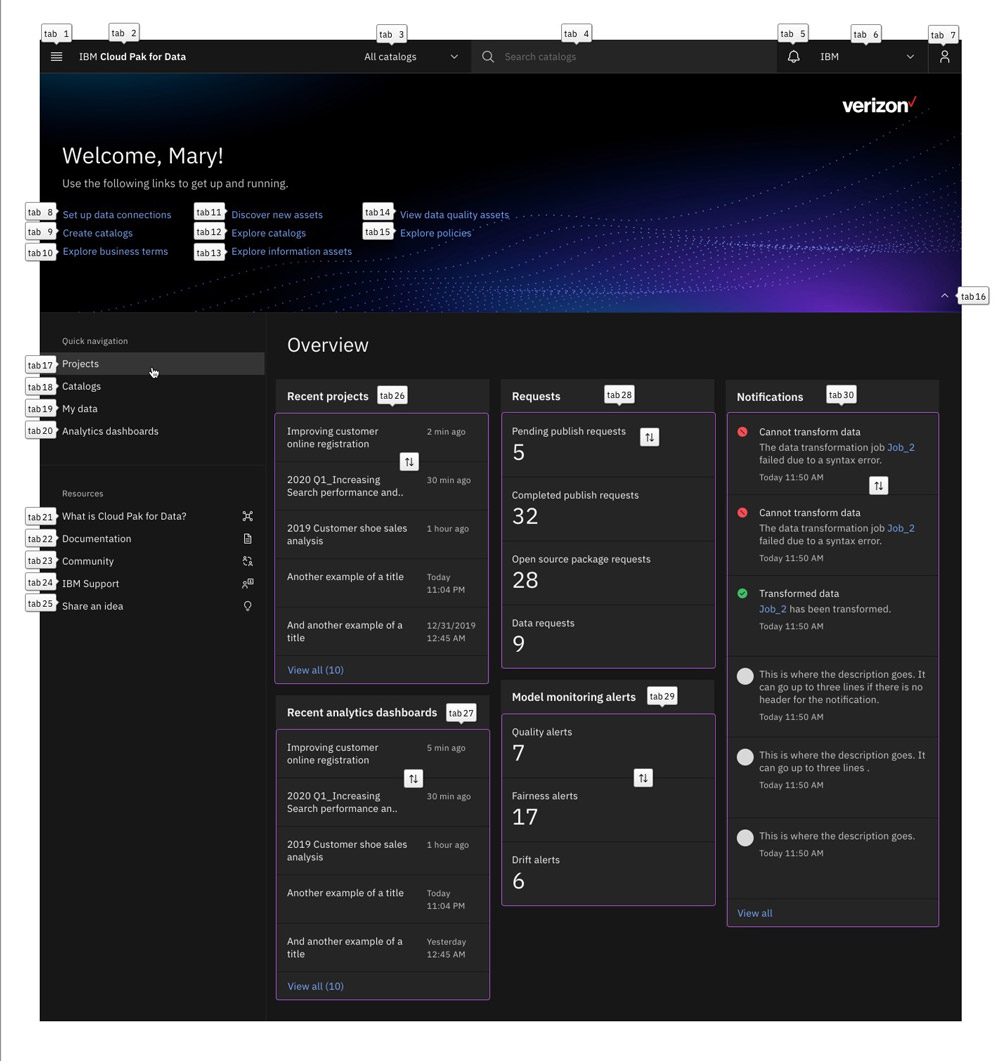 tab 1
tab 2
tab 3
tab 4
tab 5
tab 6
tab 7
IBM Cloud Pak for Data
All catalogs
Search catalogs
IBM
verizon
Welcome, Mary!
Use the following links to get up and running.
tab 8 Set up data connections
tab 9 Create catalogs
tab 10 Explore business terms
tab 11 Discover new assets
tab 12 Explore catalogs
tab 13 Explore information assets
tab 14 View data quality assets
tab 15 Explore policies
tab 16
Quick navigation
tab 17 Projects
tab 18 Catalogs
tab 19 My data
tab 20 Analytics dashboards
Resources
tab 21 What is Cloud Pak for Data?
tab 22 Documentation
tab 23 Community
tab 24 IBM Support
tab 25 Share an idea
Overview
Recent projects tab 26
Improving customer
online registration
2 min ago
2020 Q1_Increasing
Search performance and..
30 min ago
2019 Customer shoe sales
analysis
1 hour ago
Another example of a title
Today
11:04 PM
And another example of a
title
12/31/2019
12:45 AM
View all (10)
Recent analytics dashboards tab 27
Improving customer
online registration
5 min ago
2020 Q1_Increasing
Search performance an..
30 min ago
2019 Customer shoe sales
analysis
1 hour ago
Another example of a title
Today
11:04 PM
And another example of a
title
Yesterday
12:45 AM
View all (10)
Requests tab 28
Pending publish requests
5
Completed publish requests
32
Open source package requests
28
Data requests
9
Model monitoring alerts tab 29
Quality alerts
7
Fairness alerts
17
Drift alerts
6
Notifications tab 30
Cannot transform data
The data transformation job Job_2
failed due to a syntax error.
Today 11:50 AM
Cannot transform data
The data transformation job Job_2
failed due to a syntax error.
Today 11:50 AM
Transformed data
Job_2 has been transformed.
Today 11:50 AM
This is where the description goes. It
can go up to three lines if there is no
header for the notification.
Today 11:50 AM
This is where the description goes. It
can go up to three lines .
Today 11:50 AM
This is where the description goes.
Today 11:50 AM
View all